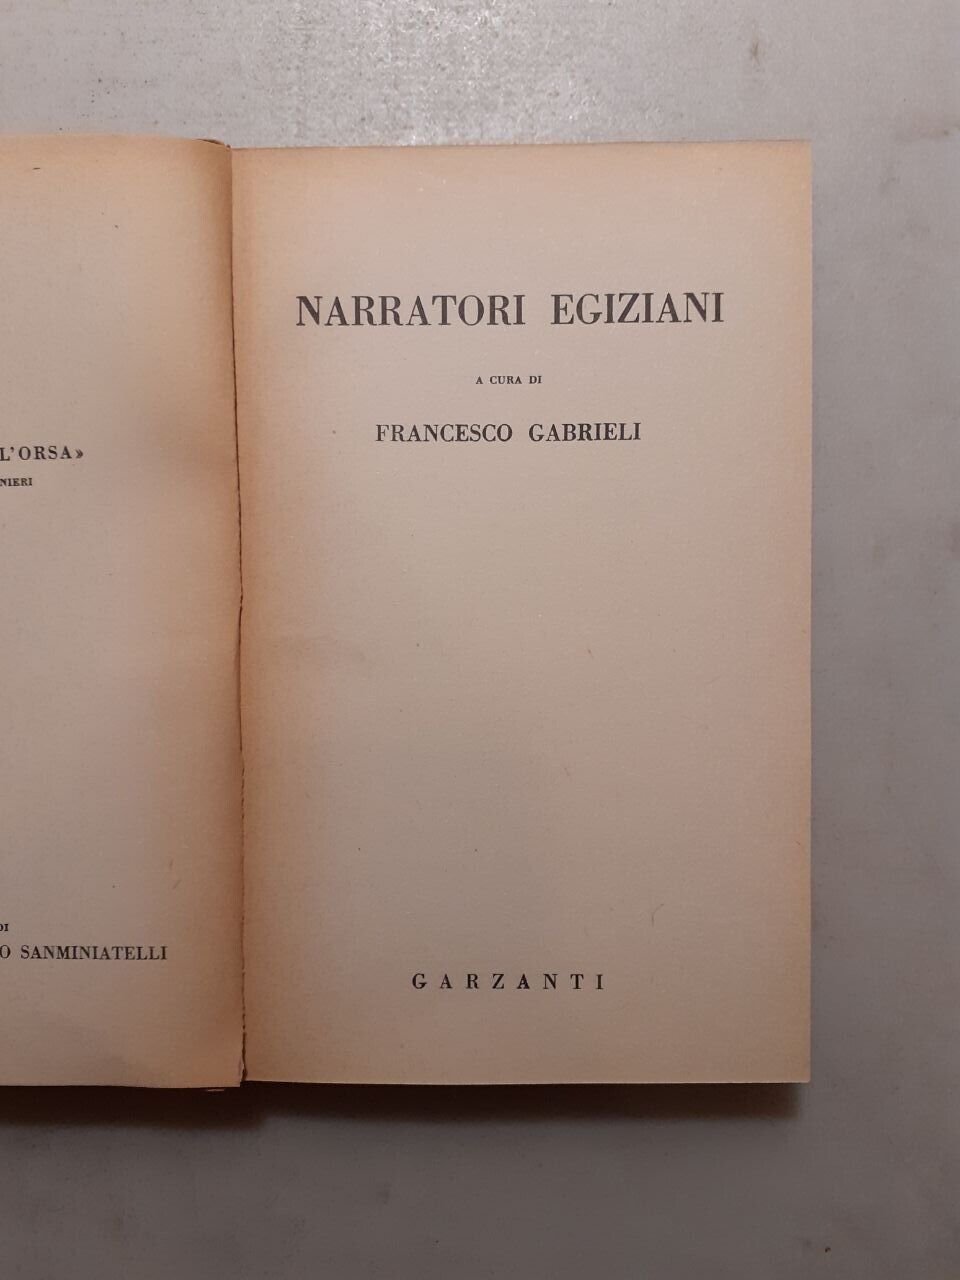 L'ORSA»
NIERI
DI
O SANMINIATELLI
NARRATORI EGIZIANI
A CURA DI
FRANCESCO GABRIELI
GARZANTI